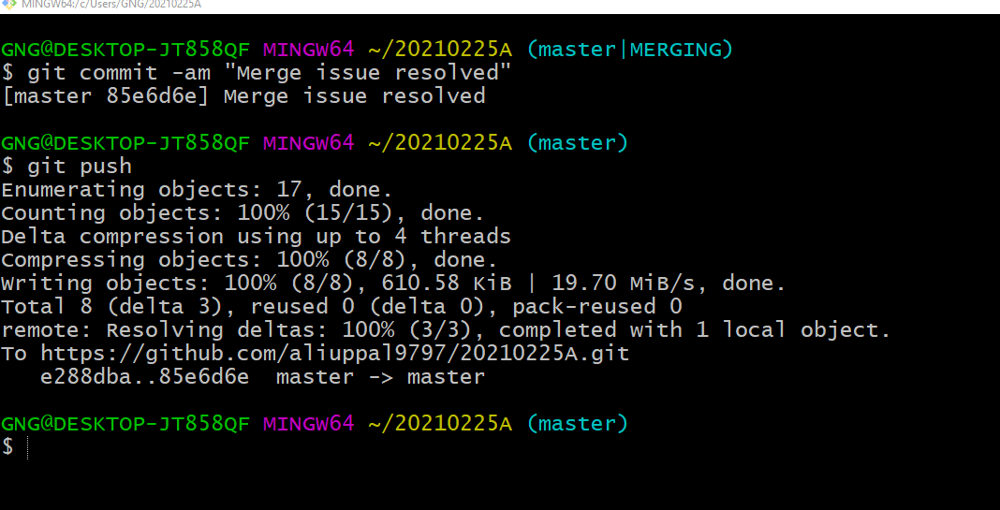 MINGW64:/c/Users/GNG/20210225A
GNG@DESKTOP-JT858QF MINGW64 ~/20210225A (master|MERGING)
$ git commit -am "Merge issue resolved"
[master 85e6d6e] Merge issue resolved
GNG@DESKTOP-JT858QF MINGW64 ~/20210225A (master)
$ git push
Enumerating objects: 17, done.
Counting objects: 100% (15/15), done.
Delta compression using up to 4 threads
Compressing objects: 100% (8/8), done.
Writing objects: 100% (8/8), 610.58 KiB | 19.70 MiB/s, done.
Total 8 (delta 3), reused 0 (delta 0), pack-reused 0
remote: Resolving deltas: 100% (3/3), completed with 1 local object.
To https://github.com/aliuppal9797/20210225A.git
   e288dba..85e6d6e  master -> master
GNG@DESKTOP-JT858QF MINGW64 ~/20210225A (master)
$